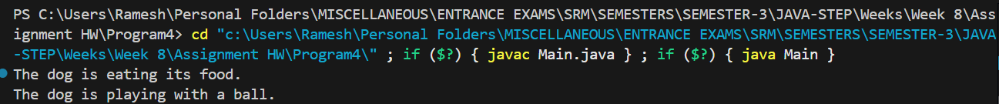 PS C:\Users\Ramesh\Personal Folders\MISCELLANEOUS\ENTRANCE EXAMS\SRM\SEMESTERS\SEMESTER-3\JAVA-STEP\Weeks\Week 8\Ass
ignment HW\Program4> cd "c:\Users\Ramesh\Personal Folders\MISCELLANEOUS\ENTRANCE EXAMS\SRM\SEMESTERS\SEMESTER-3\JAVA
-STEP\Weeks\Week 8\Assignment HW\Program4\" ; if ($?) { javac Main.java } ; if ($?) { java Main }
The dog is eating its food.
The dog is playing with a ball.